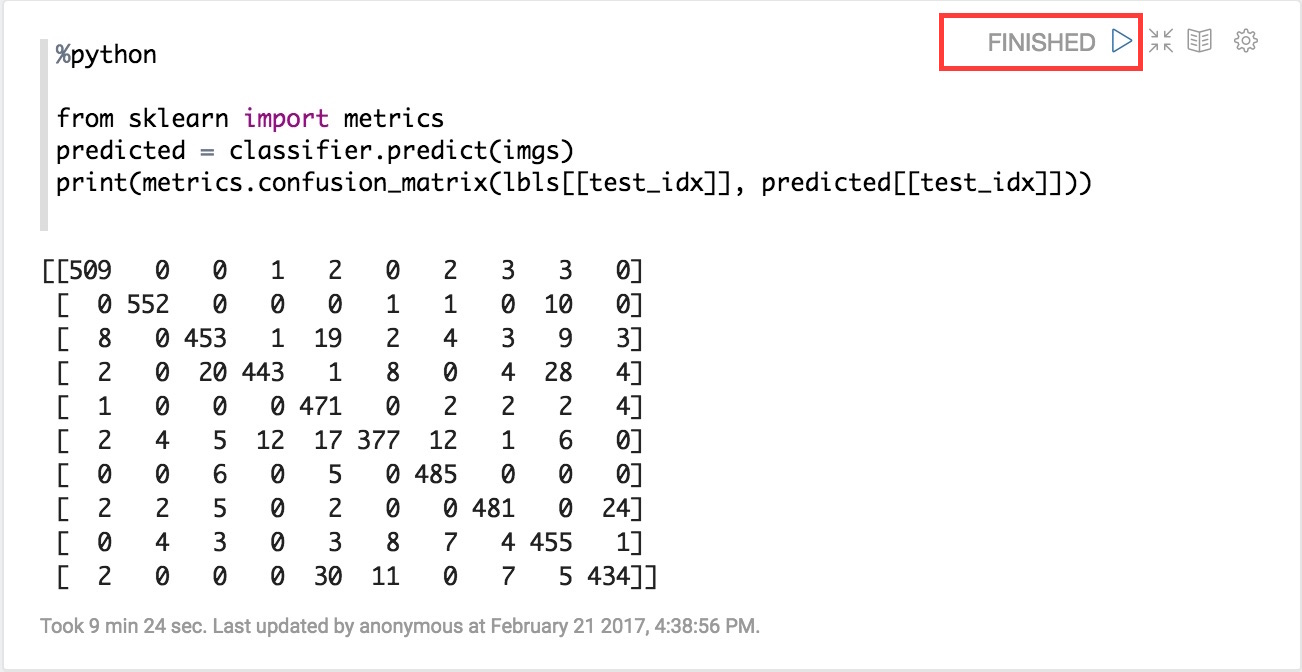 %python FINISHED
from sklearn import metrics
predicted = classifier.predict(imgs)
print(metrics.confusion_matrix(lbls[[test_idx]], predicted[[test_idx]]))
[[509 0 0 1 2 0 2 3 3 0]
[ 0 552 0 0 0 1 1 0 10 0]
[ 8 0 453 1 19 2 4 3 9 3]
[ 2 0 20 443 1 8 0 4 28 4]
[ 1 0 0 0 471 0 2 2 2 4]
[ 2 4 5 12 17 377 12 1 6 0]
[ 0 0 6 0 5 0 485 0 0 0]
[ 2 2 5 0 2 0 0 481 0 24]
[ 0 4 3 0 3 8 7 4 455 1]
[ 2 0 0 0 30 11 0 7 5 434]]
Took 9 min 24 sec. Last updated by anonymous at February 21 2017, 4:38:56 PM.